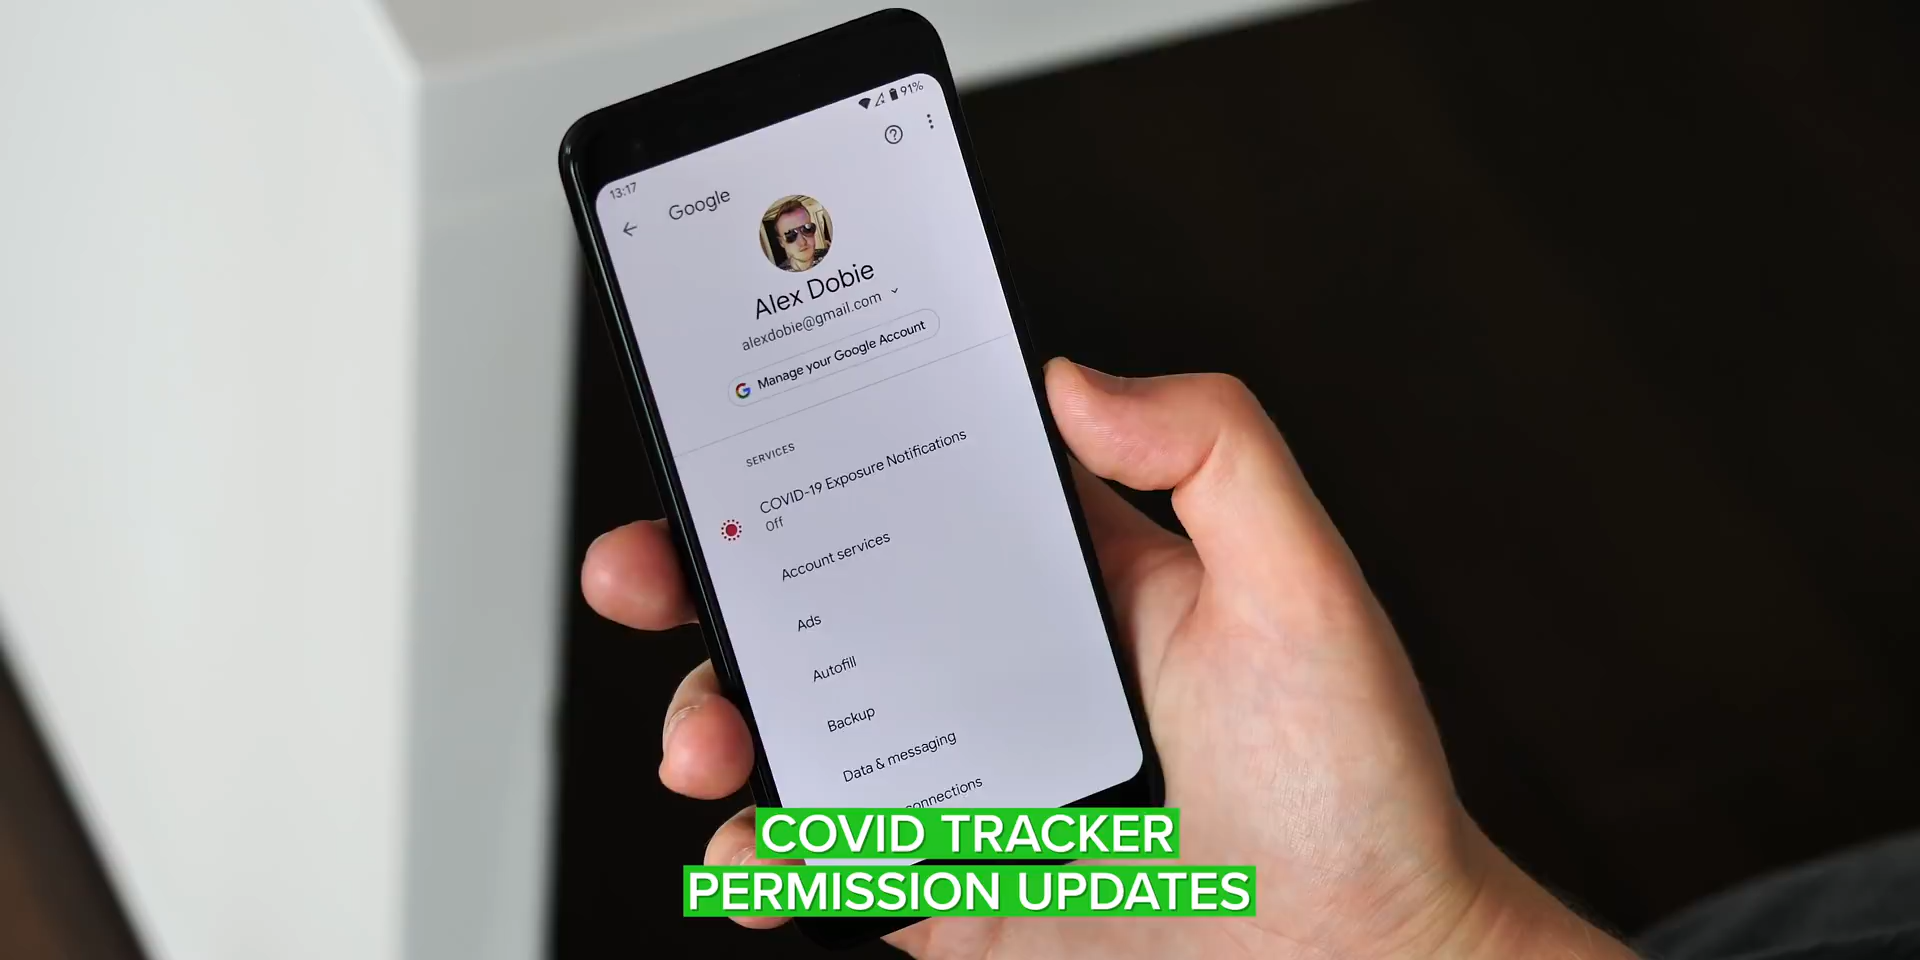 91%
13:17
Google
Alex Dobie
alexdobie@gmail.com
G Manage your Google Account
SERVICES
COVID-19 Exposure Notifications
Off
Account services
Ads
Autofill
Backup
Data & messaging
connections
COVID TRACKER
PERMISSION UPDATES